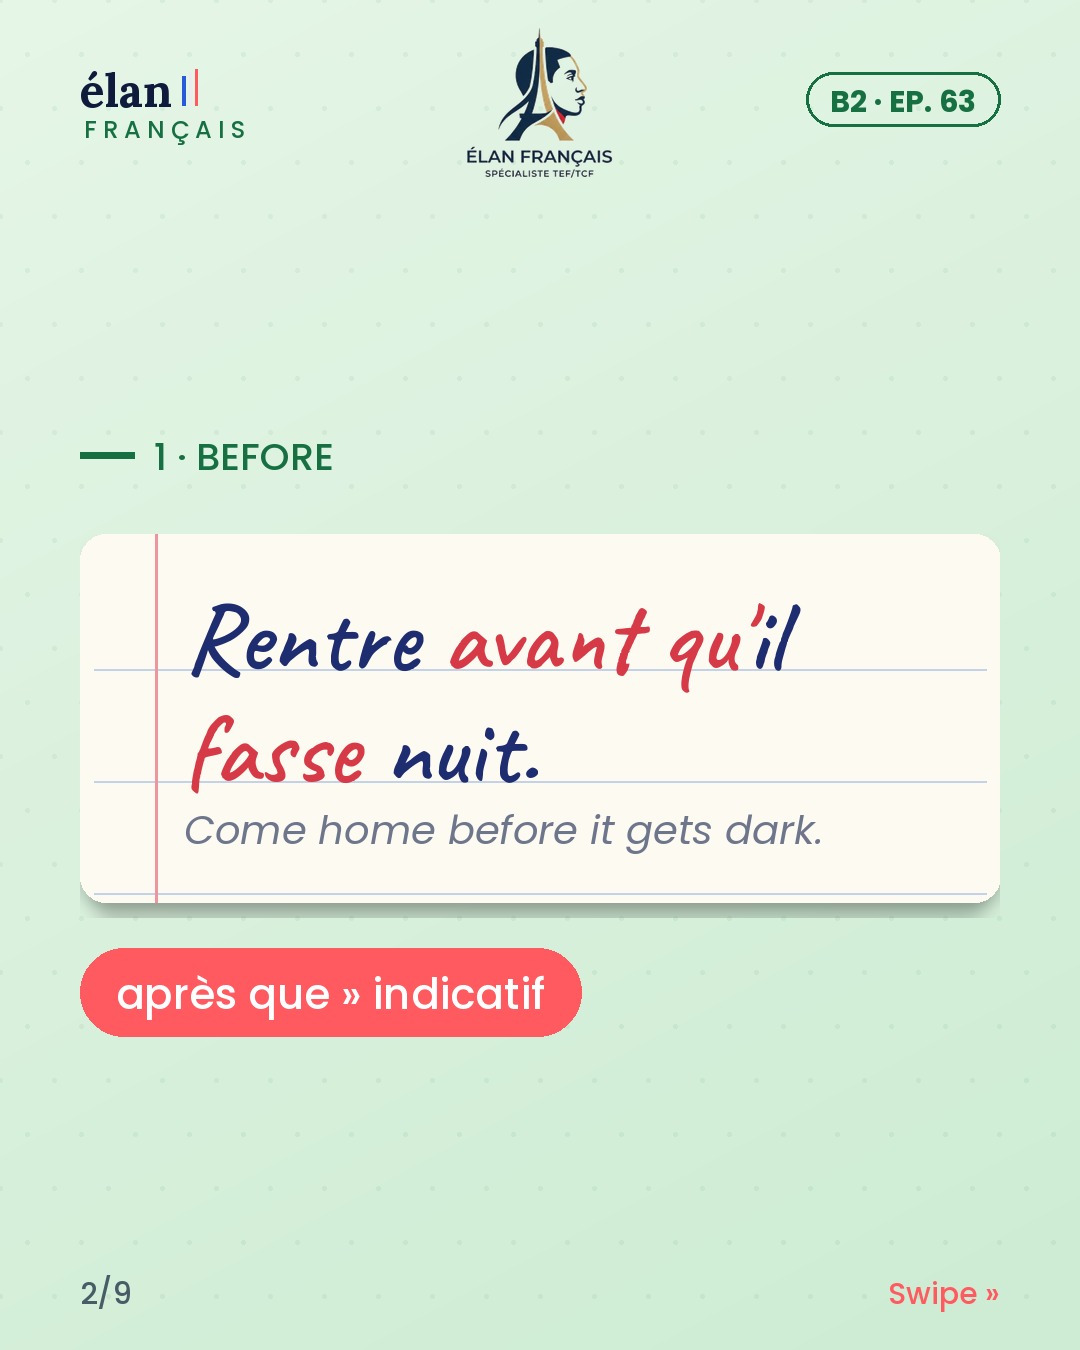 élan
FRANÇAIS
ÉLAN FRANÇAIS
SPÉCIALISTE TEF/TCF
B2 · EP. 63
1 · BEFORE
Rentre avant qu'il
fasse nuit.
Come home before it gets dark.
après que » indicatif
2/9
Swipe »